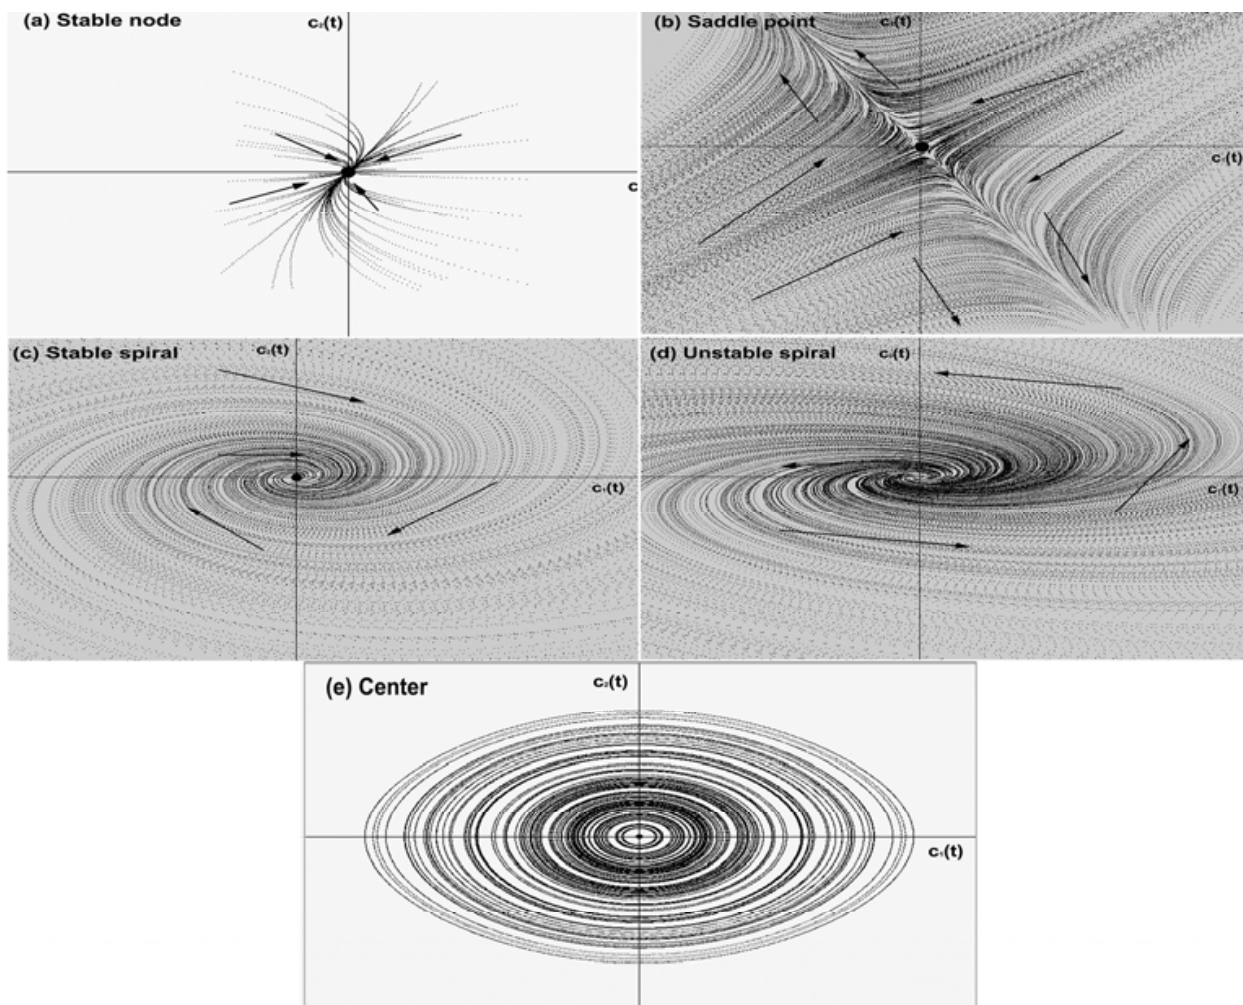 (a) Stable node
c₂(t)
c
(b) Saddle point
c₂(t)
c₁(t)
(c) Stable spiral
c₂(t)
c₁(t)
(d) Unstable spiral
c₂(t)
c₁(t)
(e) Center
c₂(t)
c₁(t)